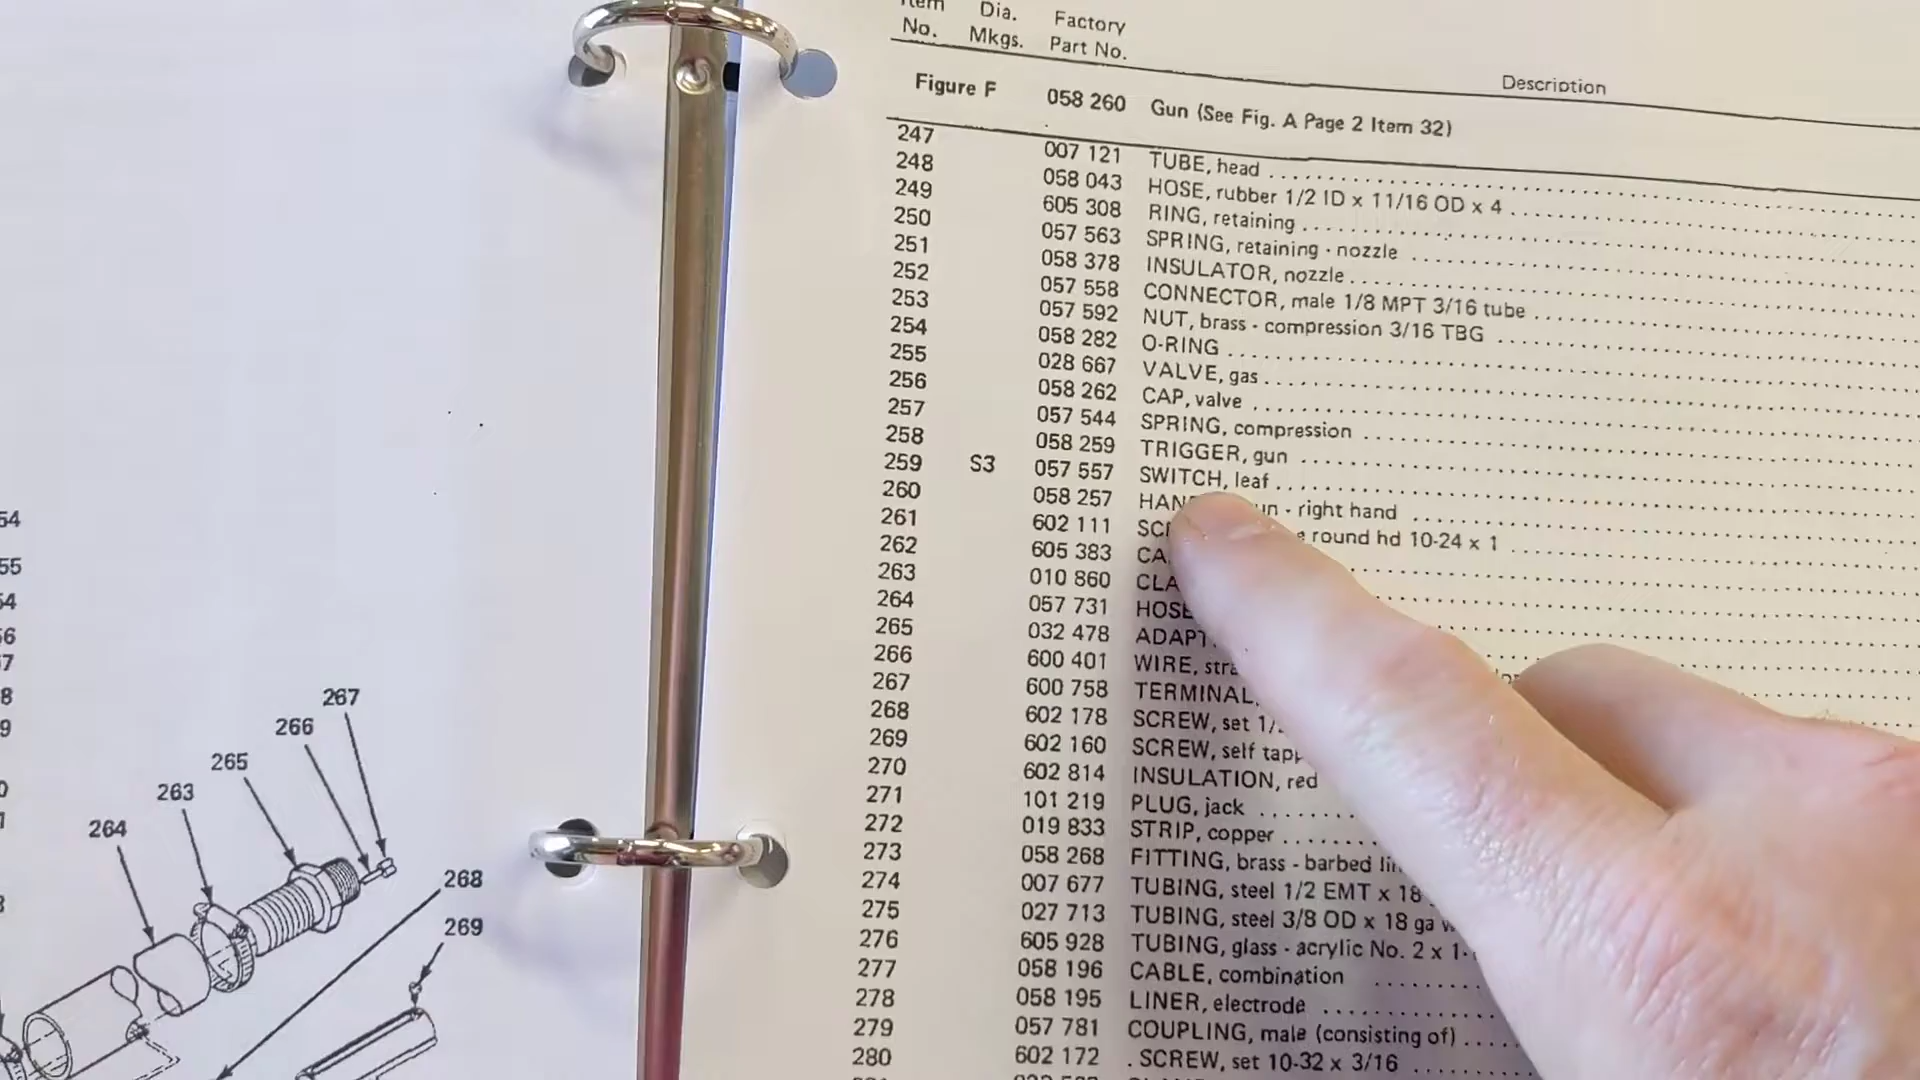 267
266
265
263
264
268
269
Item Dia. Factory
No. Mkgs. Part No.
Description
Figure F 058 260 Gun (See Fig. A Page 2 Item 32)
247 007 121 TUBE, head
248 058 043 HOSE, rubber 1/2 ID x 11/16 OD x 4
249 605 308 RING, retaining
250 057 563 SPRING, retaining - nozzle
251 058 378 INSULATOR, nozzle
252 057 558 CONNECTOR, male 1/8 MPT 3/16 tube
253 057 592 NUT, brass - compression 3/16 TBG
254 058 282 O-RING
255 028 667 VALVE, gas
256 058 262 CAP, valve
257 057 544 SPRING, compression
258 058 259 TRIGGER, gun
259 S3 057 557 SWITCH, leaf
260 058 257 - right hand
261 602 111 round hd 10-24 x 1
262 605 383
263 010 860
264 057 731 HOSE
265 032 478
266 600 401 WIRE,
267 600 758 TERMINAL,
268 602 178 SCREW, set
269 602 160 SCREW, self
270 602 814 INSULATION, red
271 101 219 PLUG, jack
272 019 833 STRIP, copper
273 058 268 FITTING, brass - barbed
274 007 677 TUBING, steel 1/2 EMT x 18
275 027 713 TUBING, steel 3/8 OD x 18 ga
276 605 928 TUBING, glass - acrylic No. 2 x
277 058 196 CABLE, combination
278 058 195 LINER, electrode
279 057 781 COUPLING, male (consisting of)
280 602 172 . SCREW, set 10-32 x 3/16